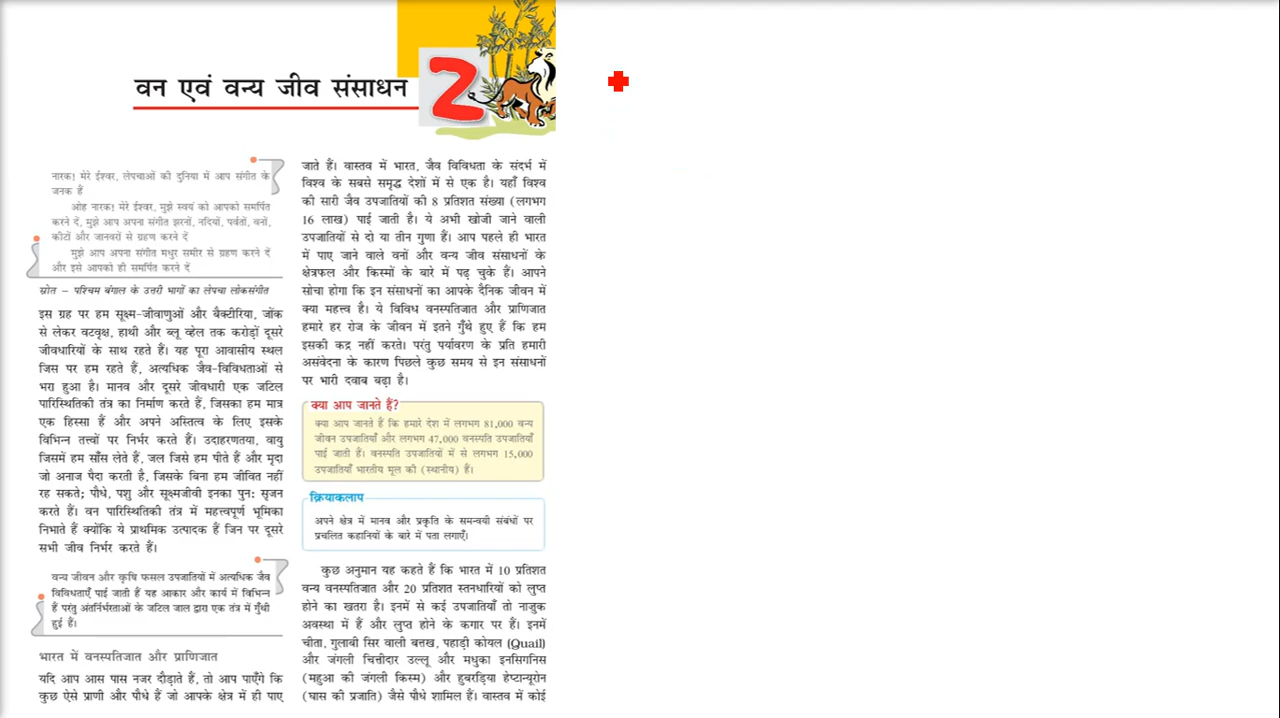 वन एवं वन्य जीव संसाधन
2
नारक! मेरे ईश्वर, लेपचाओं की दुनिया में आप संगीत के
जनक हैं
ओह नारक! मेरे ईश्वर, मुझे स्वयं को आपको समर्पित
करने दें, मुझे आप अपना संगीत झरनों, नदियों, पर्वतों, वनों,
कीटों और जानवरों से ग्रहण करने दें
मुझे आप अपना संगीत मधुर समीर से ग्रहण करने दें
और इसे आपको ही समर्पित करने दें
स्रोत – पश्चिम बंगाल के उत्तरी भागों का लेपचा लोकसंगीत
इस ग्रह पर हम सूक्ष्म-जीवाणुओं और बैक्टीरिया, जोंक
से लेकर वटवृक्ष, हाथी और ब्लू व्हेल तक करोड़ों दूसरे
जीवधारियों के साथ रहते हैं। यह पूरा आवासीय स्थल
जिस पर हम रहते हैं, अत्यधिक जैव-विविधताओं से
भरा हुआ है। मानव और दूसरे जीवधारी एक जटिल
पारिस्थितिकी तंत्र का निर्माण करते हैं, जिसका हम मात्र
एक हिस्सा हैं और अपने अस्तित्व के लिए इसके
विभिन्न तत्त्वों पर निर्भर करते हैं। उदाहरणतया, वायु
जिसमें हम साँस लेते हैं, जल जिसे हम पीते हैं और मृदा
जो अनाज पैदा करती है, जिसके बिना हम जीवित नहीं
रह सकते; पौधे, पशु और सूक्ष्मजीवी इनका पुन: सृजन
करते हैं। वन पारिस्थितिकी तंत्र में महत्त्वपूर्ण भूमिका
निभाते हैं क्योंकि ये प्राथमिक उत्पादक हैं जिन पर दूसरे
सभी जीव निर्भर करते हैं।
वन्य जीवन और कृषि फसल उपजातियों में अत्यधिक जैव
विविधताएँ पाई जाती हैं यह आकार और कार्य में विभिन्न
हैं परंतु अंतर्निर्भरताओं के जटिल जाल द्वारा एक तंत्र में गुँथी
हुई हैं।
भारत में वनस्पतिजात और प्राणिजात
यदि आप आस पास नजर दौड़ाते हैं, तो आप पाएँगे कि
कुछ ऐसे प्राणी और पौधे हैं जो आपके क्षेत्र में ही पाए
जाते हैं। वास्तव में भारत, जैव विविधता के संदर्भ में
विश्व के सबसे समृद्ध देशों में से एक है। यहाँ विश्व
की सारी जैव उपजातियों की 8 प्रतिशत संख्या (लगभग
16 लाख) पाई जाती है। ये अभी खोजी जाने वाली
उपजातियों से दो या तीन गुणा हैं। आप पहले ही भारत
में पाए जाने वाले वनों और वन्य जीव संसाधनों के
क्षेत्रफल और किस्मों के बारे में पढ़ चुके हैं। आपने
सोचा होगा कि इन संसाधनों का आपके दैनिक जीवन में
क्या महत्त्व है। ये विविध वनस्पतिजात और प्राणिजात
हमारे हर रोज के जीवन में इतने गुँथे हुए हैं कि हम
इसकी कद्र नहीं करते। परंतु पर्यावरण के प्रति हमारी
असंवेदना के कारण पिछले कुछ समय से इन संसाधनों
पर भारी दवाब बढ़ा है।
क्या आप जानते हैं?
क्या आप जानते हैं कि हमारे देश में लगभग 81,000 वन्य
जीवन उपजातियाँ और लगभग 47,000 वनस्पति उपजातियाँ
पाई जाती हैं। वनस्पति उपजातियों में से लगभग 15,000
उपजातियाँ भारतीय मूल की (स्थानीय) हैं।
क्रियाकलाप
अपने क्षेत्र में मानव और प्रकृति के समन्वयी संबंधों पर
प्रचलित कहानियों के बारे में पता लगाएँ।
कुछ अनुमान यह कहते हैं कि भारत में 10 प्रतिशत
वन्य वनस्पतिजात और 20 प्रतिशत स्तनधारियों को लुप्त
होने का खतरा है। इनमें से कई उपजातियाँ तो नाजुक
अवस्था में हैं और लुप्त होने के कगार पर हैं। इनमें
चीता, गुलाबी सिर वाली बत्तख, पहाड़ी कोयल (Quail)
और जंगली चित्तीदार उल्लू और मधुका इनसिगनिस
(महुआ की जंगली किस्म) और हुबरड़िया हेप्टान्यूरोन
(घास की प्रजाति) जैसे पौधे शामिल हैं। वास्तव में कोई